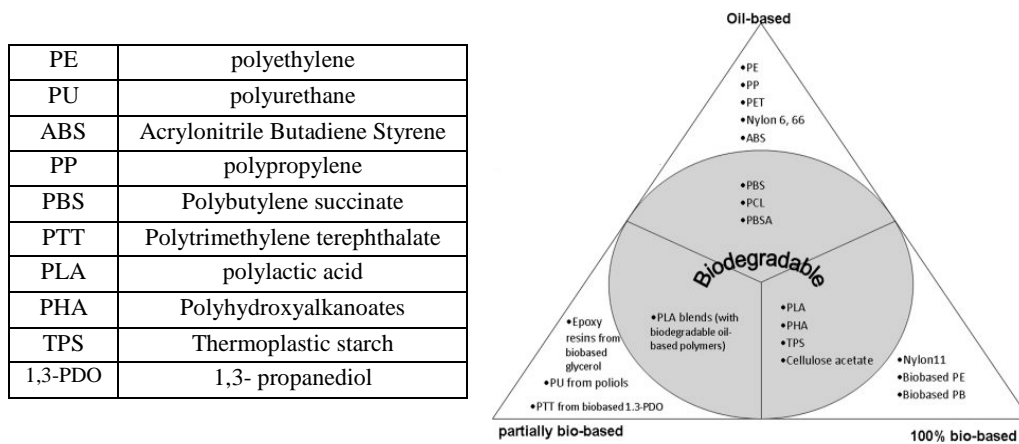 PE polyethylene
PU polyurethane
ABS Acrylonitrile Butadiene Styrene
PP polypropylene
PBS Polybutylene succinate
PTT Polytrimethylene terephthalate
PLA polylactic acid
PHA Polyhydroxyalkanoates
TPS Thermoplastic starch
1,3-PDO 1,3- propanediol
Oil-based
◆PE
◆PP
◆PET
◆Nylon 6, 66
◆ABS
◆PBS
◆PCL
◆PBSA
Biodegradable
◆Epoxy
resins from
biobased
glycerol
◆PU from poliols
◆PTT from biobased 1.3-PDO
◆PLA blends (with
biodegradable oil-
based polymers)
◆PLA
◆PHA
◆TPS
◆Cellulose acetate
◆Nylon11
◆Biobased PE
◆Biobased PB
partially bio-based
100% bio-based